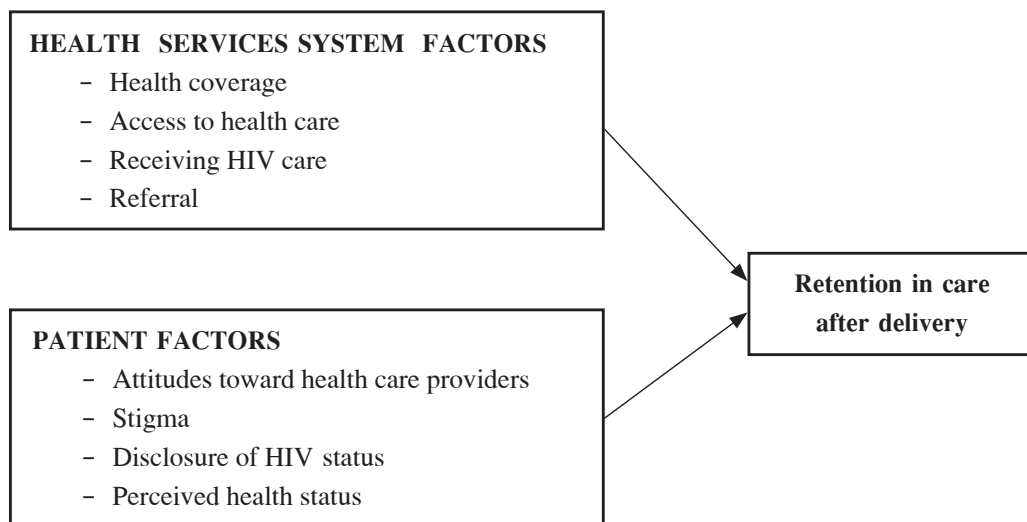 HEALTH SERVICES SYSTEM FACTORS
– Health coverage
– Access to health care
– Receiving HIV care
– Referral
PATIENT FACTORS
– Attitudes toward health care providers
– Stigma
– Disclosure of HIV status
– Perceived health status
Retention in care
after delivery